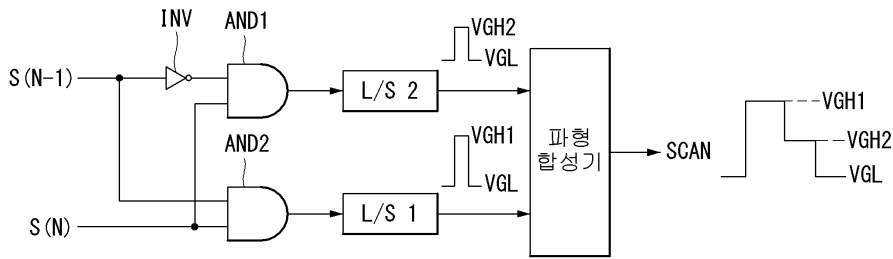 INV
AND1
S(N-1)
L/S 2
VGH2
VGL
AND2
S(N)
L/S 1
VGH1
VGL
파형
합성기
SCAN
VGH1
VGH2
VGL